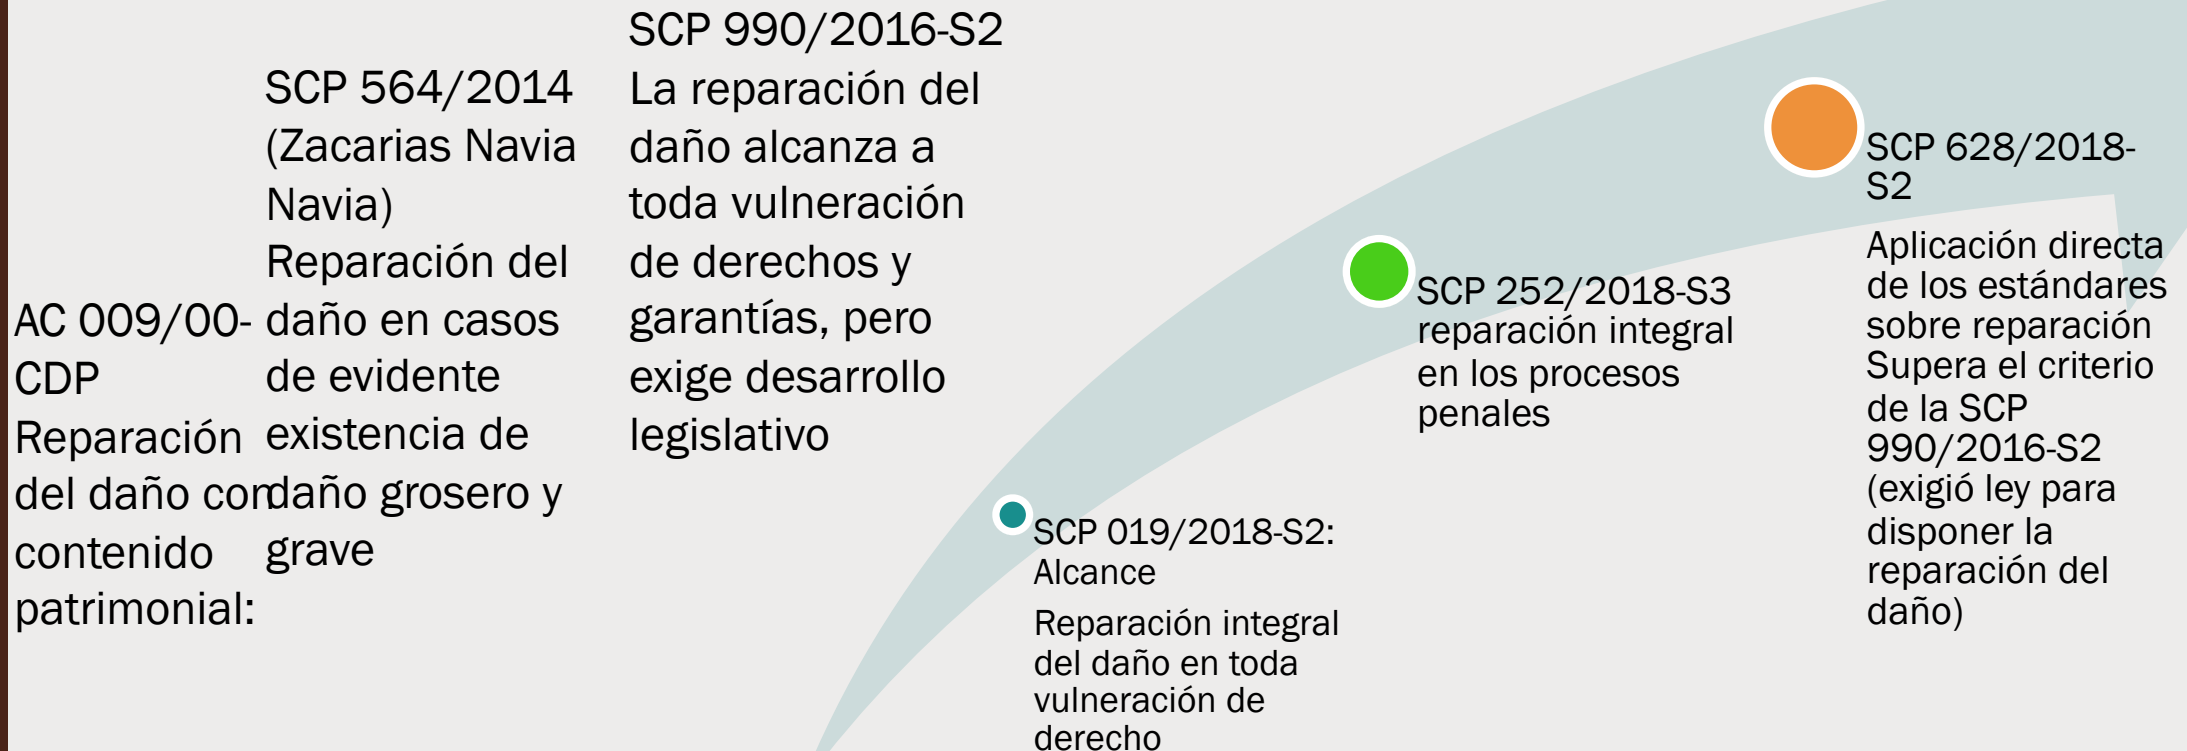 AC 009/00-
CDP
Reparación
del daño con
contenido
patrimonial:
SCP 564/2014
(Zacarias Navia
Navia)
Reparación del
daño en casos
de evidente
existencia de
daño grosero y
grave
SCP 990/2016-S2
La reparación del
daño alcanza a
toda vulneración
de derechos y
garantías, pero
exige desarrollo
legislativo
SCP 019/2018-S2:
Alcance
Reparación integral
del daño en toda
vulneración de
derecho
SCP 252/2018-S3
reparación integral
en los procesos
penales
SCP 628/2018-
S2
Aplicación directa
de los estándares
sobre reparación
Supera el criterio
de la SCP
990/2016-S2
(exigió ley para
disponer la
reparación del
daño)